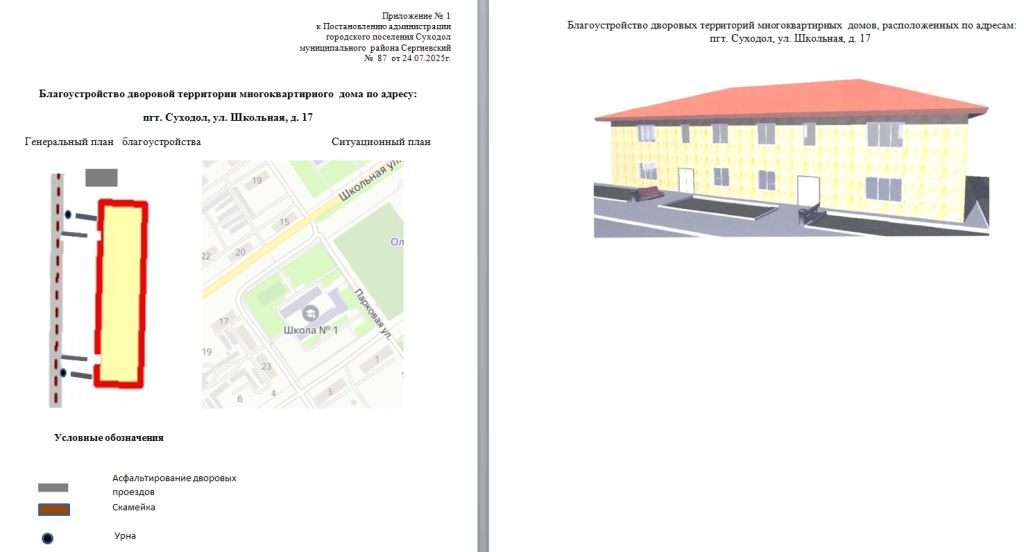 Приложение № 1
к Постановлению администрации
городского поселения Суходол
муниципального района Сергиевский
№ 87 от 24.07.2025г.
Благоустройство дворовой территории многоквартирного дома по адресу:
пгт. Суходол, ул. Школьная, д. 17
Генеральный план благоустройства
Ситуационный план
19
Школьная ул.
15
Ол
22
20
Парковая ул.
Школа № 1
17
19
23
1
6
4
3
Условные обозначения
Асфальтирование дворовых
проездов
Скамейка
Урна
Благоустройство дворовых территорий многоквартирных домов, расположенных по адресам:
пгт. Суходол, ул. Школьная, д. 17